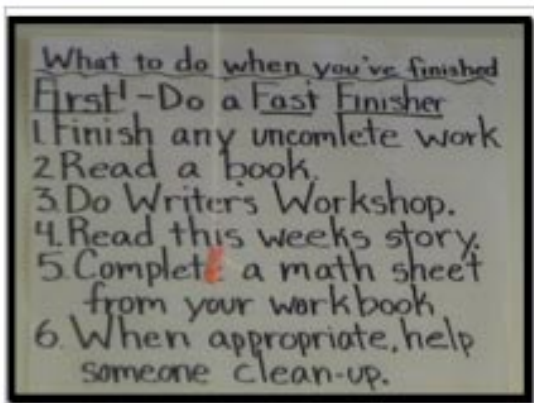 What to do when you've finished
First! - Do a Fast Finisher
1. Finish any uncomlete work
2. Read a book.
3. Do Writer's Workshop.
4. Read this weeks story.
5. Complete a math sheet
from your workbook
6. When appropriate, help
someone clean-up.